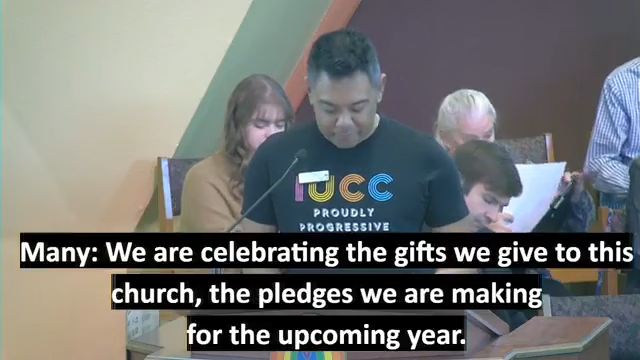 IUCC
PROUDLY
PROGRESSIVE
Many: We are celebrating the gifts we give to this
church, the pledges we are making
for the upcoming year.